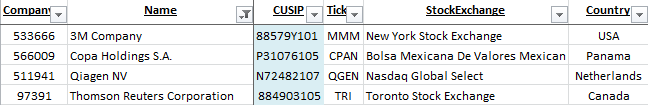 Company Name CUSIP Tick StockExchange Country
533666 3M Company 88579Y101 MMM New York Stock Exchange USA
566009 Copa Holdings S.A. P31076105 CPAN Bolsa Mexicana De Valores Mexican Panama
511941 Qiagen NV N72482107 QGEN Nasdaq Global Select Netherlands
97391 Thomson Reuters Corporation 884903105 TRI Toronto Stock Exchange Canada